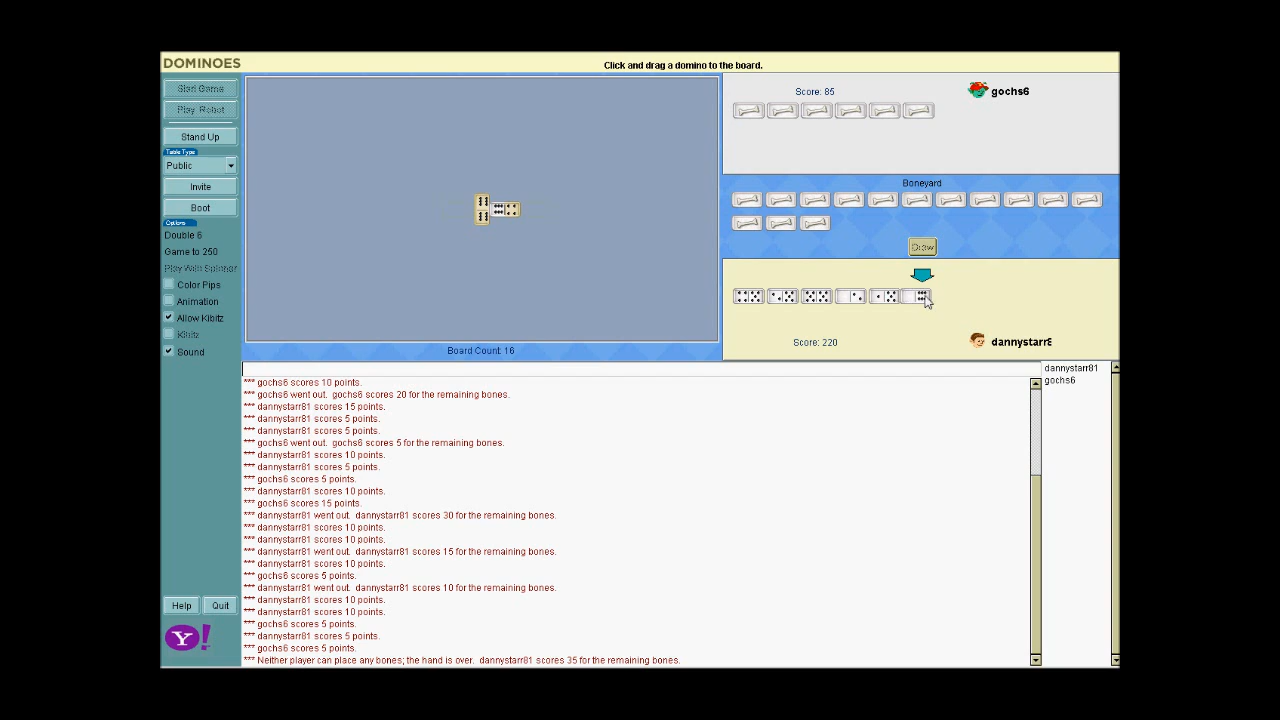 DOMINOES
Click and drag a domino to the board.
Start Game
Play Robot
Stand Up
Table Type
Public
Invite
Boot
Options
Double 6
Game to 250
Play With Spinner
Color Pips
Animation
Allow Kibitz
Kibitz
Sound
Help
Quit
Y!
Score: 85
gochs6
Boneyard
Draw
Score: 220
dannystarr8
Board Count: 16
dannystarr81
gochs6
*** gochs6 scores 10 points.
*** gochs6 went out. gochs6 scores 20 for the remaining bones.
*** dannystarr81 scores 15 points.
*** dannystarr81 scores 5 points.
*** dannystarr81 scores 5 points.
*** gochs6 went out. gochs6 scores 5 for the remaining bones.
*** dannystarr81 scores 10 points.
*** dannystarr81 scores 5 points.
*** gochs6 scores 5 points.
*** dannystarr81 scores 10 points.
*** gochs6 scores 15 points.
*** dannystarr81 went out. dannystarr81 scores 30 for the remaining bones.
*** dannystarr81 scores 10 points.
*** dannystarr81 scores 10 points.
*** dannystarr81 went out. dannystarr81 scores 15 for the remaining bones.
*** dannystarr81 scores 10 points.
*** gochs6 scores 5 points.
*** dannystarr81 went out. dannystarr81 scores 10 for the remaining bones.
*** dannystarr81 scores 10 points.
*** dannystarr81 scores 10 points.
*** gochs6 scores 5 points.
*** dannystarr81 scores 5 points.
*** gochs6 scores 5 points.
*** Neither player can place any bones; the hand is over. dannystarr81 scores 35 for the remaining bones.